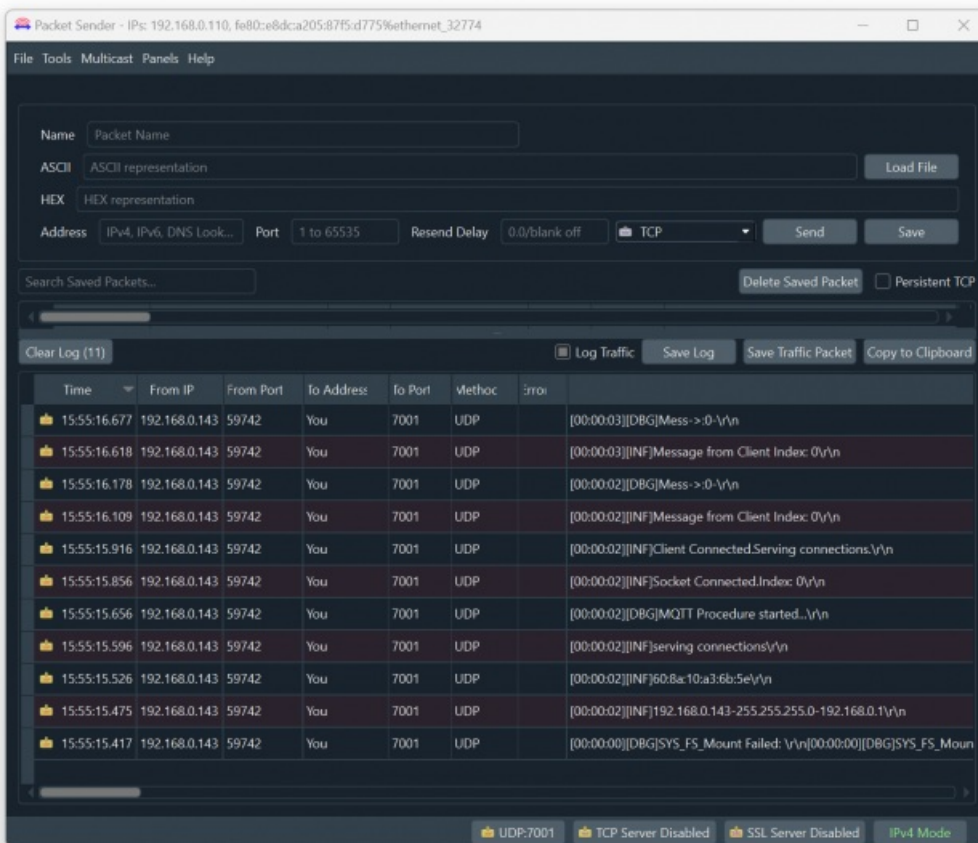 Packet Sender - IPs: 192.168.0.110, fe80::e8dc:a205:87f5:d775%ethernet_32774
File Tools Multicast Panels Help
Name Packet Name
ASCII ASCII representation Load File
HEX HEX representation
Address IPv4, IPv6, DNS Look... Port 1 to 65535 Resend Delay 0.0/blank off TCP Send Save
Search Saved Packets... Delete Saved Packet Persistent TCP
Clear Log (11) Log Traffic Save Log Save Traffic Packet Copy to Clipboard
Time From IP From Port To Address To Port Method Error
15:55:16.677 192.168.0.143 59742 You 7001 UDP [00:00:03][DBG]Mess->:0-\r\n
15:55:16.618 192.168.0.143 59742 You 7001 UDP [00:00:03][INF]Message from Client Index: 0\r\n
15:55:16.178 192.168.0.143 59742 You 7001 UDP [00:00:02][DBG]Mess->:0-\r\n
15:55:16.109 192.168.0.143 59742 You 7001 UDP [00:00:02][INF]Message from Client Index: 0\r\n
15:55:15.916 192.168.0.143 59742 You 7001 UDP [00:00:02][INF]Client Connected.Serving connections.\r\n
15:55:15.856 192.168.0.143 59742 You 7001 UDP [00:00:02][INF]Socket Connected.Index: 0\r\n
15:55:15.656 192.168.0.143 59742 You 7001 UDP [00:00:02][DBG]MQTT Procedure started...\r\n
15:55:15.596 192.168.0.143 59742 You 7001 UDP [00:00:02][INF]serving connections\r\n
15:55:15.526 192.168.0.143 59742 You 7001 UDP [00:00:02][INF]60:8a:10:a3:6b:5e\r\n
15:55:15.475 192.168.0.143 59742 You 7001 UDP [00:00:02][INF]192.168.0.143-255.255.255.0-192.168.0.1\r\n
15:55:15.417 192.168.0.143 59742 You 7001 UDP [00:00:00][DBG]SYS_FS_Mount Failed: \r\n[00:00:00][DBG]SYS_FS_Moun
UDP:7001 TCP Server Disabled SSL Server Disabled IPv4 Mode